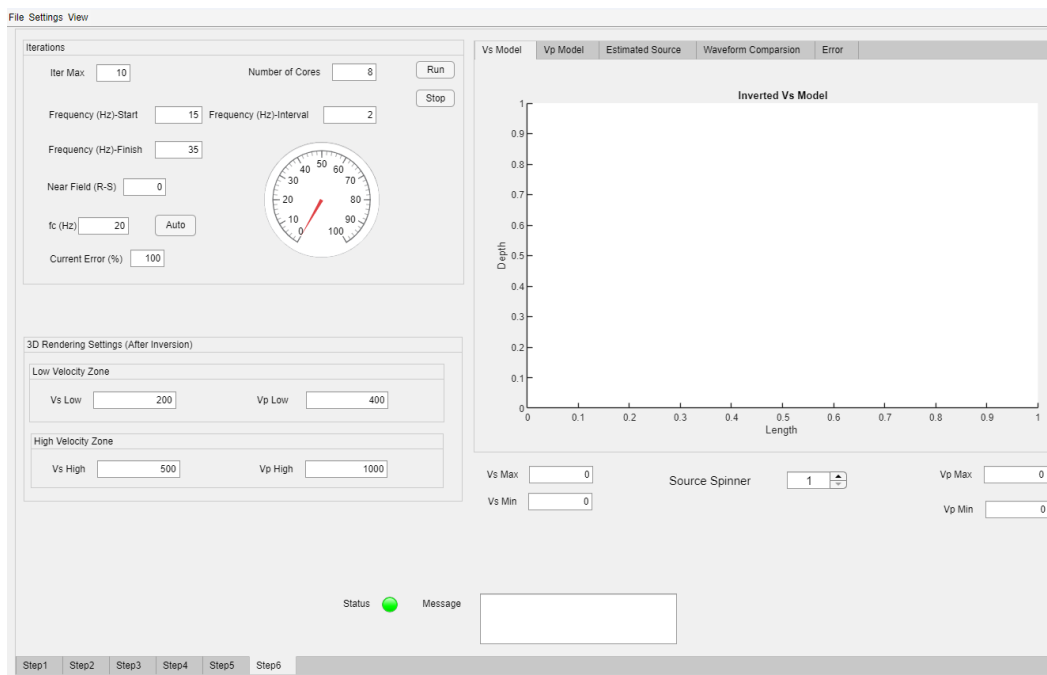 File Settings View
Iterations
Iter Max 10 Number of Cores 8 Run
Stop
Frequency (Hz)-Start 15 Frequency (Hz)-Interval 2
Frequency (Hz)-Finish 35
Near Field (R-S) 0
fc (Hz) 20 Auto
Current Error (%) 100
0 10 20 30 40 50 60 70 80 90 100
3D Rendering Settings (After Inversion)
Low Velocity Zone
Vs Low 200 Vp Low 400
High Velocity Zone
Vs High 500 Vp High 1000
Vs Model Vp Model Estimated Source Waveform Comparsion Error
Inverted Vs Model
1
0.9
0.8
0.7
0.6
0.5
0.4
0.3
0.2
0.1
0
Depth
0 0.1 0.2 0.3 0.4 0.5 0.6 0.7 0.8 0.9 1
Length
Vs Max 0 Source Spinner 1 Vp Max 0
Vs Min 0 Vp Min 0
Status Message
Step1 Step2 Step3 Step4 Step5 Step6